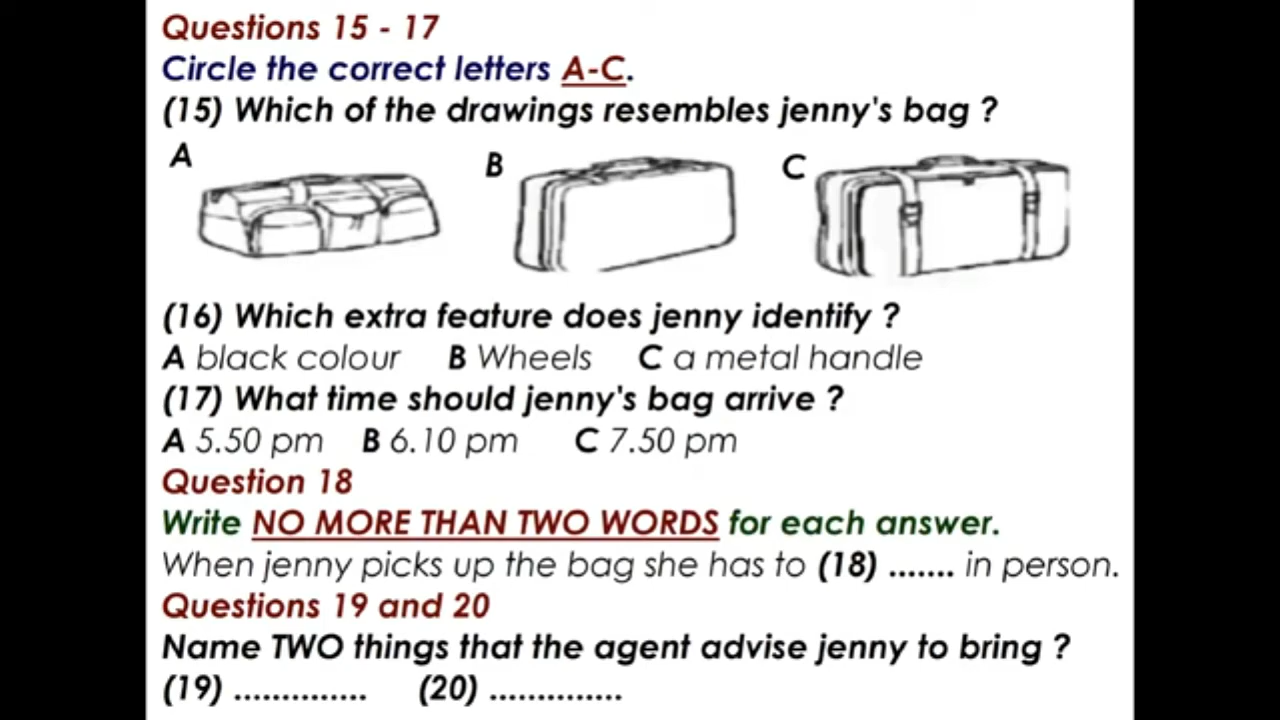 Questions 15 - 17
Circle the correct letters A-C.
(15) Which of the drawings resembles jenny's bag ?
A B C
(16) Which extra feature does jenny identify ?
A black colour B Wheels C a metal handle
(17) What time should jenny's bag arrive ?
A 5.50 pm B 6.10 pm C 7.50 pm
Question 18
Write NO MORE THAN TWO WORDS for each answer.
When jenny picks up the bag she has to (18) ....... in person.
Questions 19 and 20
Name TWO things that the agent advise jenny to bring ?
(19) .............. (20) ..............